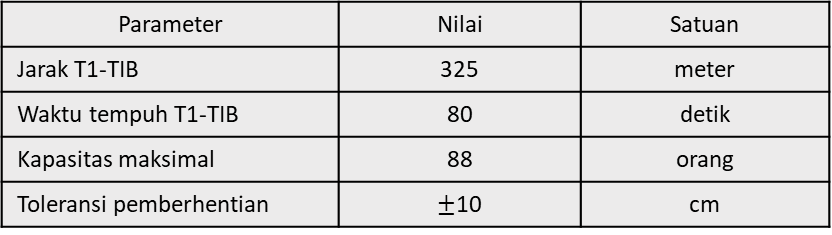 Parameter Nilai Satuan
Jarak T1-TIB 325 meter
Waktu tempuh T1-TIB 80 detik
Kapasitas maksimal 88 orang
Toleransi pemberhentian ±10 cm